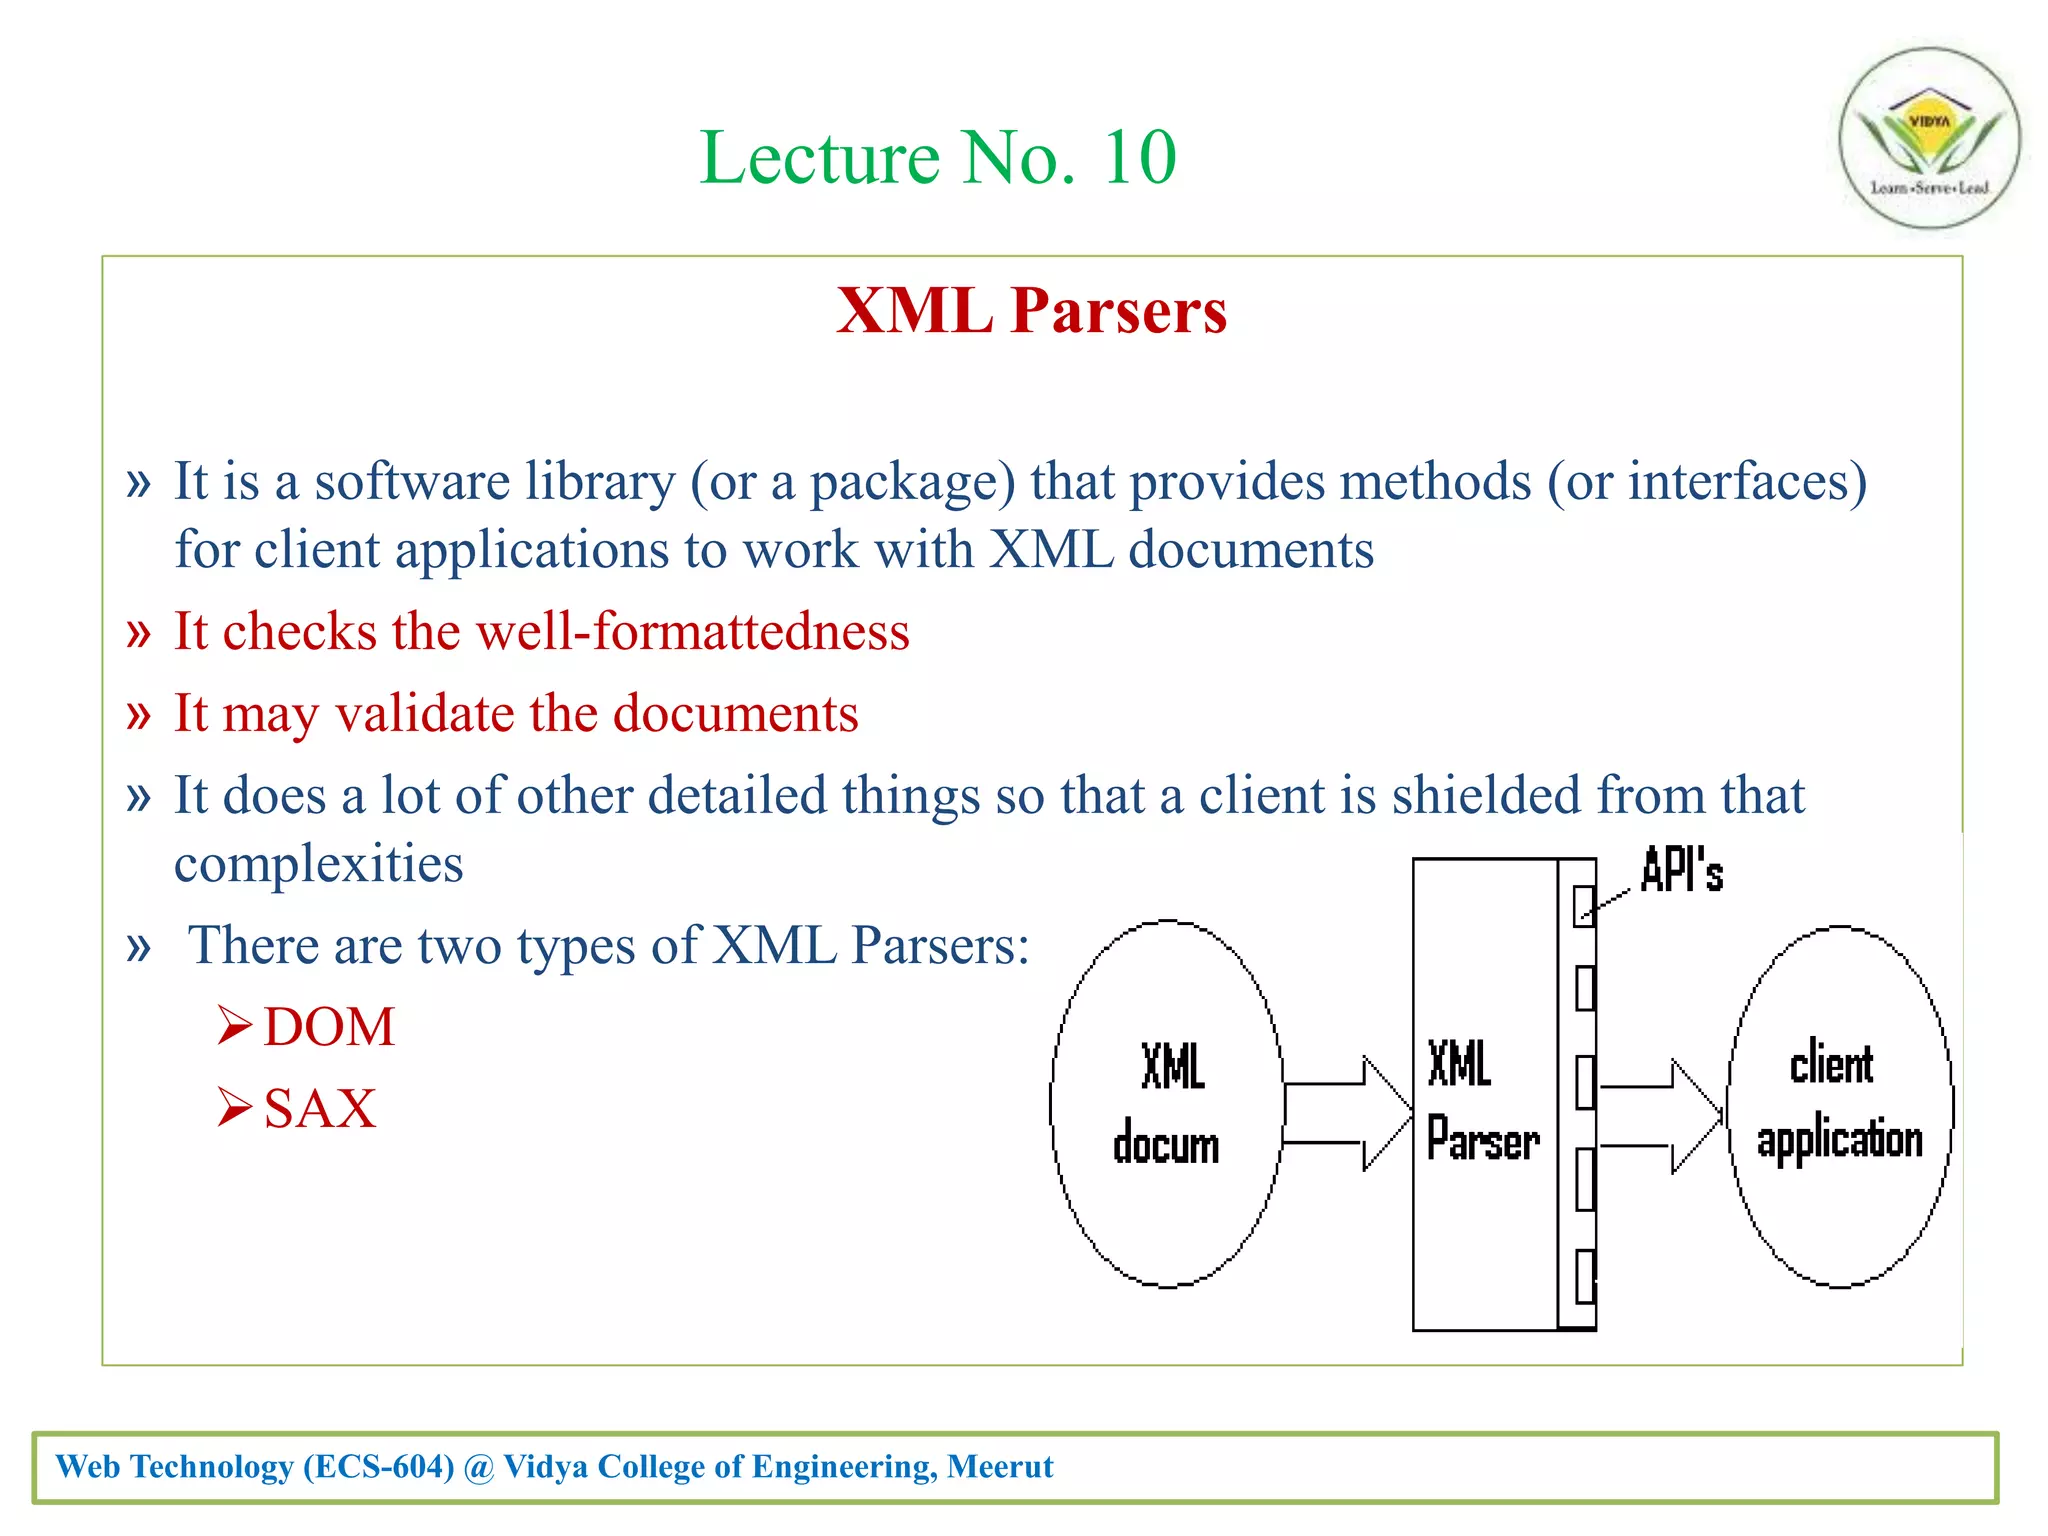 Lecture No. 10
VIDYA
Learn•Serve•Lead
XML Parsers
» It is a software library (or a package) that provides methods (or interfaces)
for client applications to work with XML documents
» It checks the well-formattedness
» It may validate the documents
» It does a lot of other detailed things so that a client is shielded from that
complexities
» There are two types of XML Parsers:
➢DOM
➢SAX
API's
XML
docum
XML
Parser
client
application
Web Technology (ECS-604) @ Vidya College of Engineering, Meerut